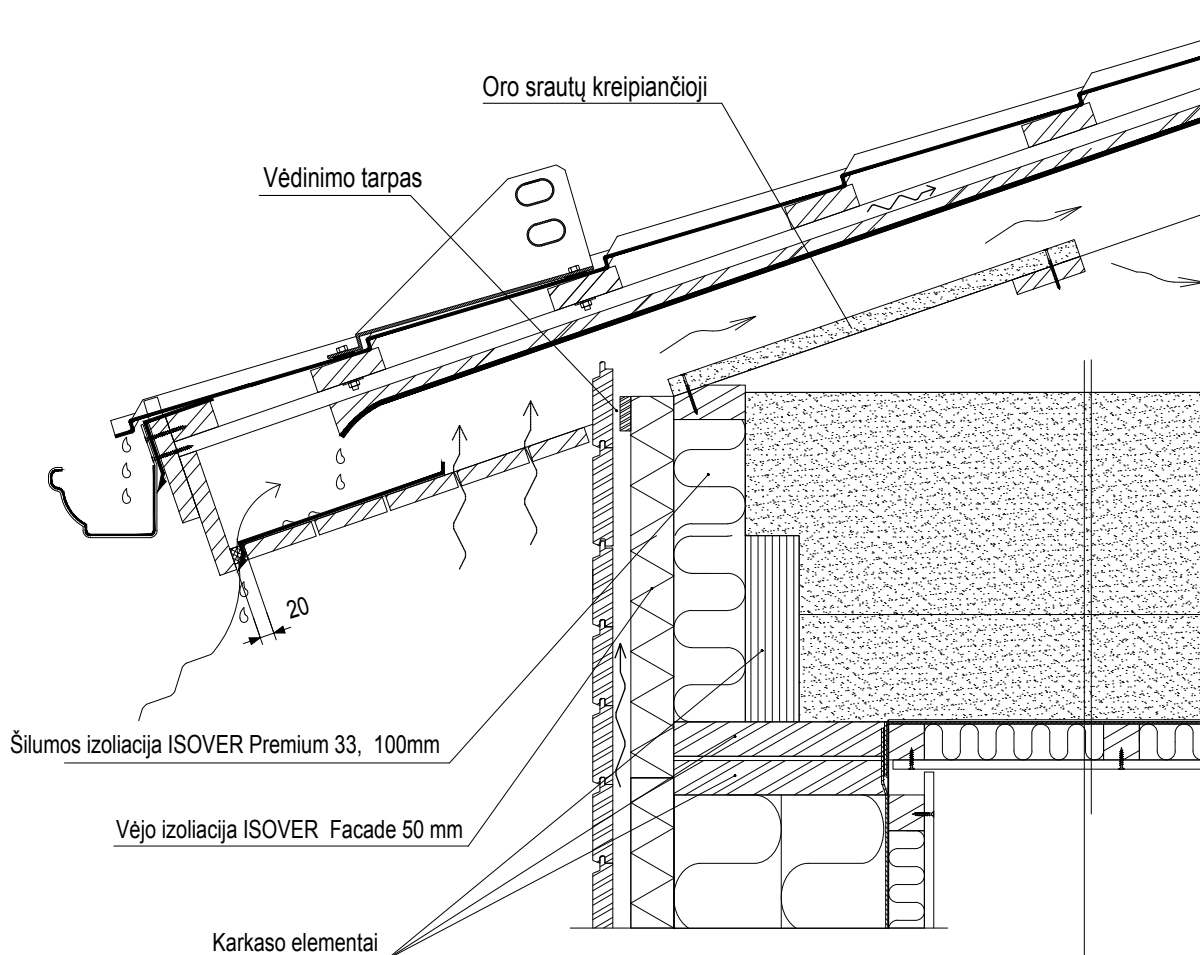 Oro srautų kreipiančioji
Vėdinimo tarpas
20
Šilumos izoliacija ISOVER Premium 33, 100mm
Vėjo izoliacija ISOVER Facade 50 mm
Karkaso elementai